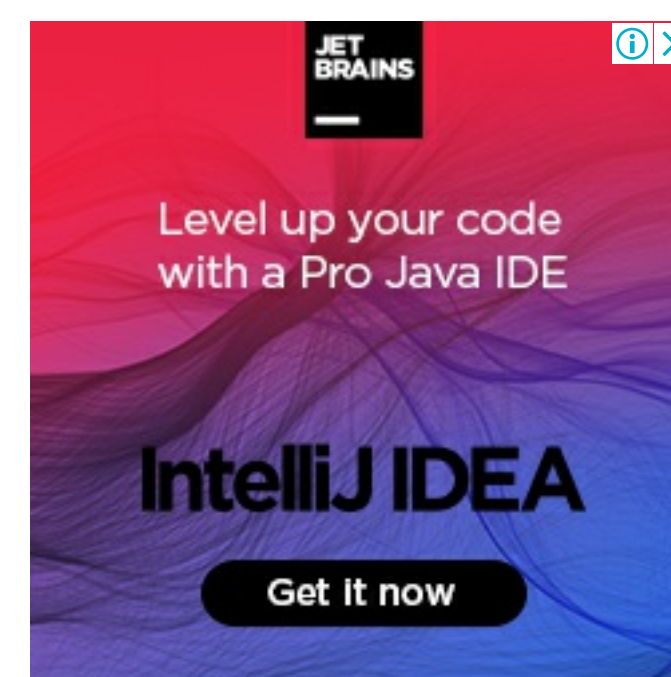 JET
BRAINS
Level up your code
with a Pro Java IDE
IntelliJ IDEA
Get it now